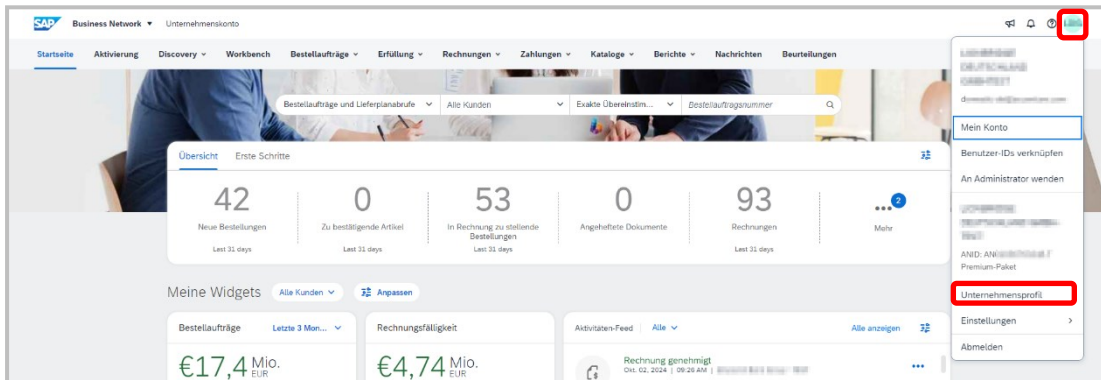 SAP Business Network Unternehmenskonto
Startseite Aktivierung Discovery Workbench Bestellaufträge Erfüllung Rechnungen Zahlungen Kataloge Berichte Nachrichten Beurteilungen
Bestellaufträge und Lieferplanabrufe Alle Kunden Exakte Übereinstim... Bestellauftragsnummer
Mein Konto
Benutzer-IDs verknüpfen
An Administrator wenden
ANID: AN
Premium-Paket
Unternehmensprofil
Einstellungen
Abmelden
Übersicht Erste Schritte
42 0 53 0 93 ... 2
Neue Bestellungen Zu bestätigende Artikel In Rechnung zu stellende Angeheftete Dokumente Rechnungen Mehr
Bestellungen
Last 31 days Last 31 days Last 31 days Last 31 days
Meine Widgets Alle Kunden Anpassen
Bestellaufträge Letzte 3 Mon... Rechnungsfälligkeit Aktivitäten-Feed Alle Alle anzeigen
€17,4 Mio. EUR €4,74 Mio. EUR
Rechnung genehmigt
Okt. 02, 2024 | 09:26 AM |